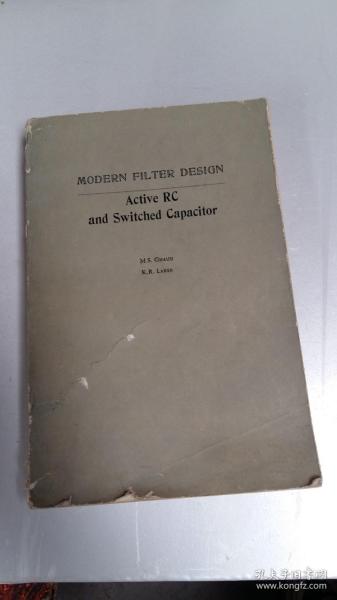 MODERN FILTER DESIGN
Active RC
and Switched Capacitor
M.S. Ghausi
K.R. Laker
孔夫子旧书网
www.kongfz.com